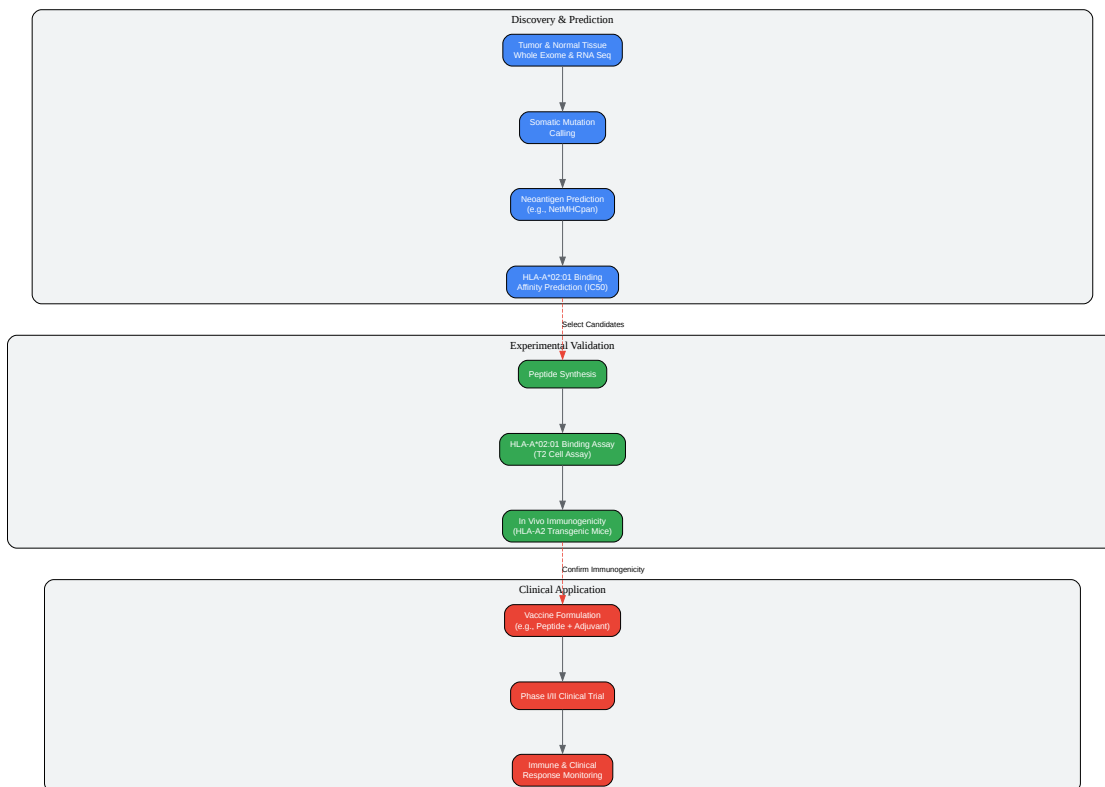 Discovery & Prediction
Tumor & Normal Tissue
Whole Exome & RNA Seq
Somatic Mutation
Calling
Neoantigen Prediction
(e.g., NetMHCpan)
HLA-A*02:01 Binding
Affinity Prediction (IC50)
Select Candidates
Experimental Validation
Peptide Synthesis
HLA-A*02:01 Binding Assay
(T2 Cell Assay)
In Vivo Immunogenicity
(HLA-A2 Transgenic Mice)
Confirm Immunogenicity
Clinical Application
Vaccine Formulation
(e.g., Peptide + Adjuvant)
Phase I/II Clinical Trial
Immune & Clinical
Response Monitoring